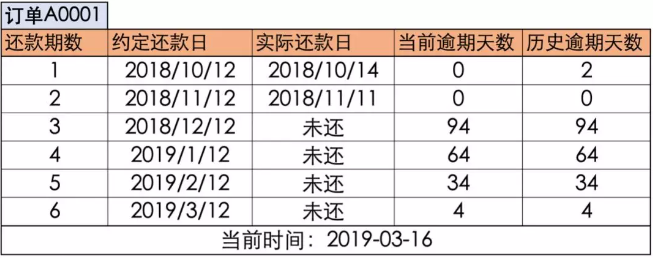 订单A0001
还款期数 约定还款日 实际还款日 当前逾期天数 历史逾期天数
1 2018/10/12 2018/10/14 0 2
2 2018/11/12 2018/11/11 0 0
3 2018/12/12 未还 94 94
4 2019/1/12 未还 64 64
5 2019/2/12 未还 34 34
6 2019/3/12 未还 4 4
当前时间：2019-03-16